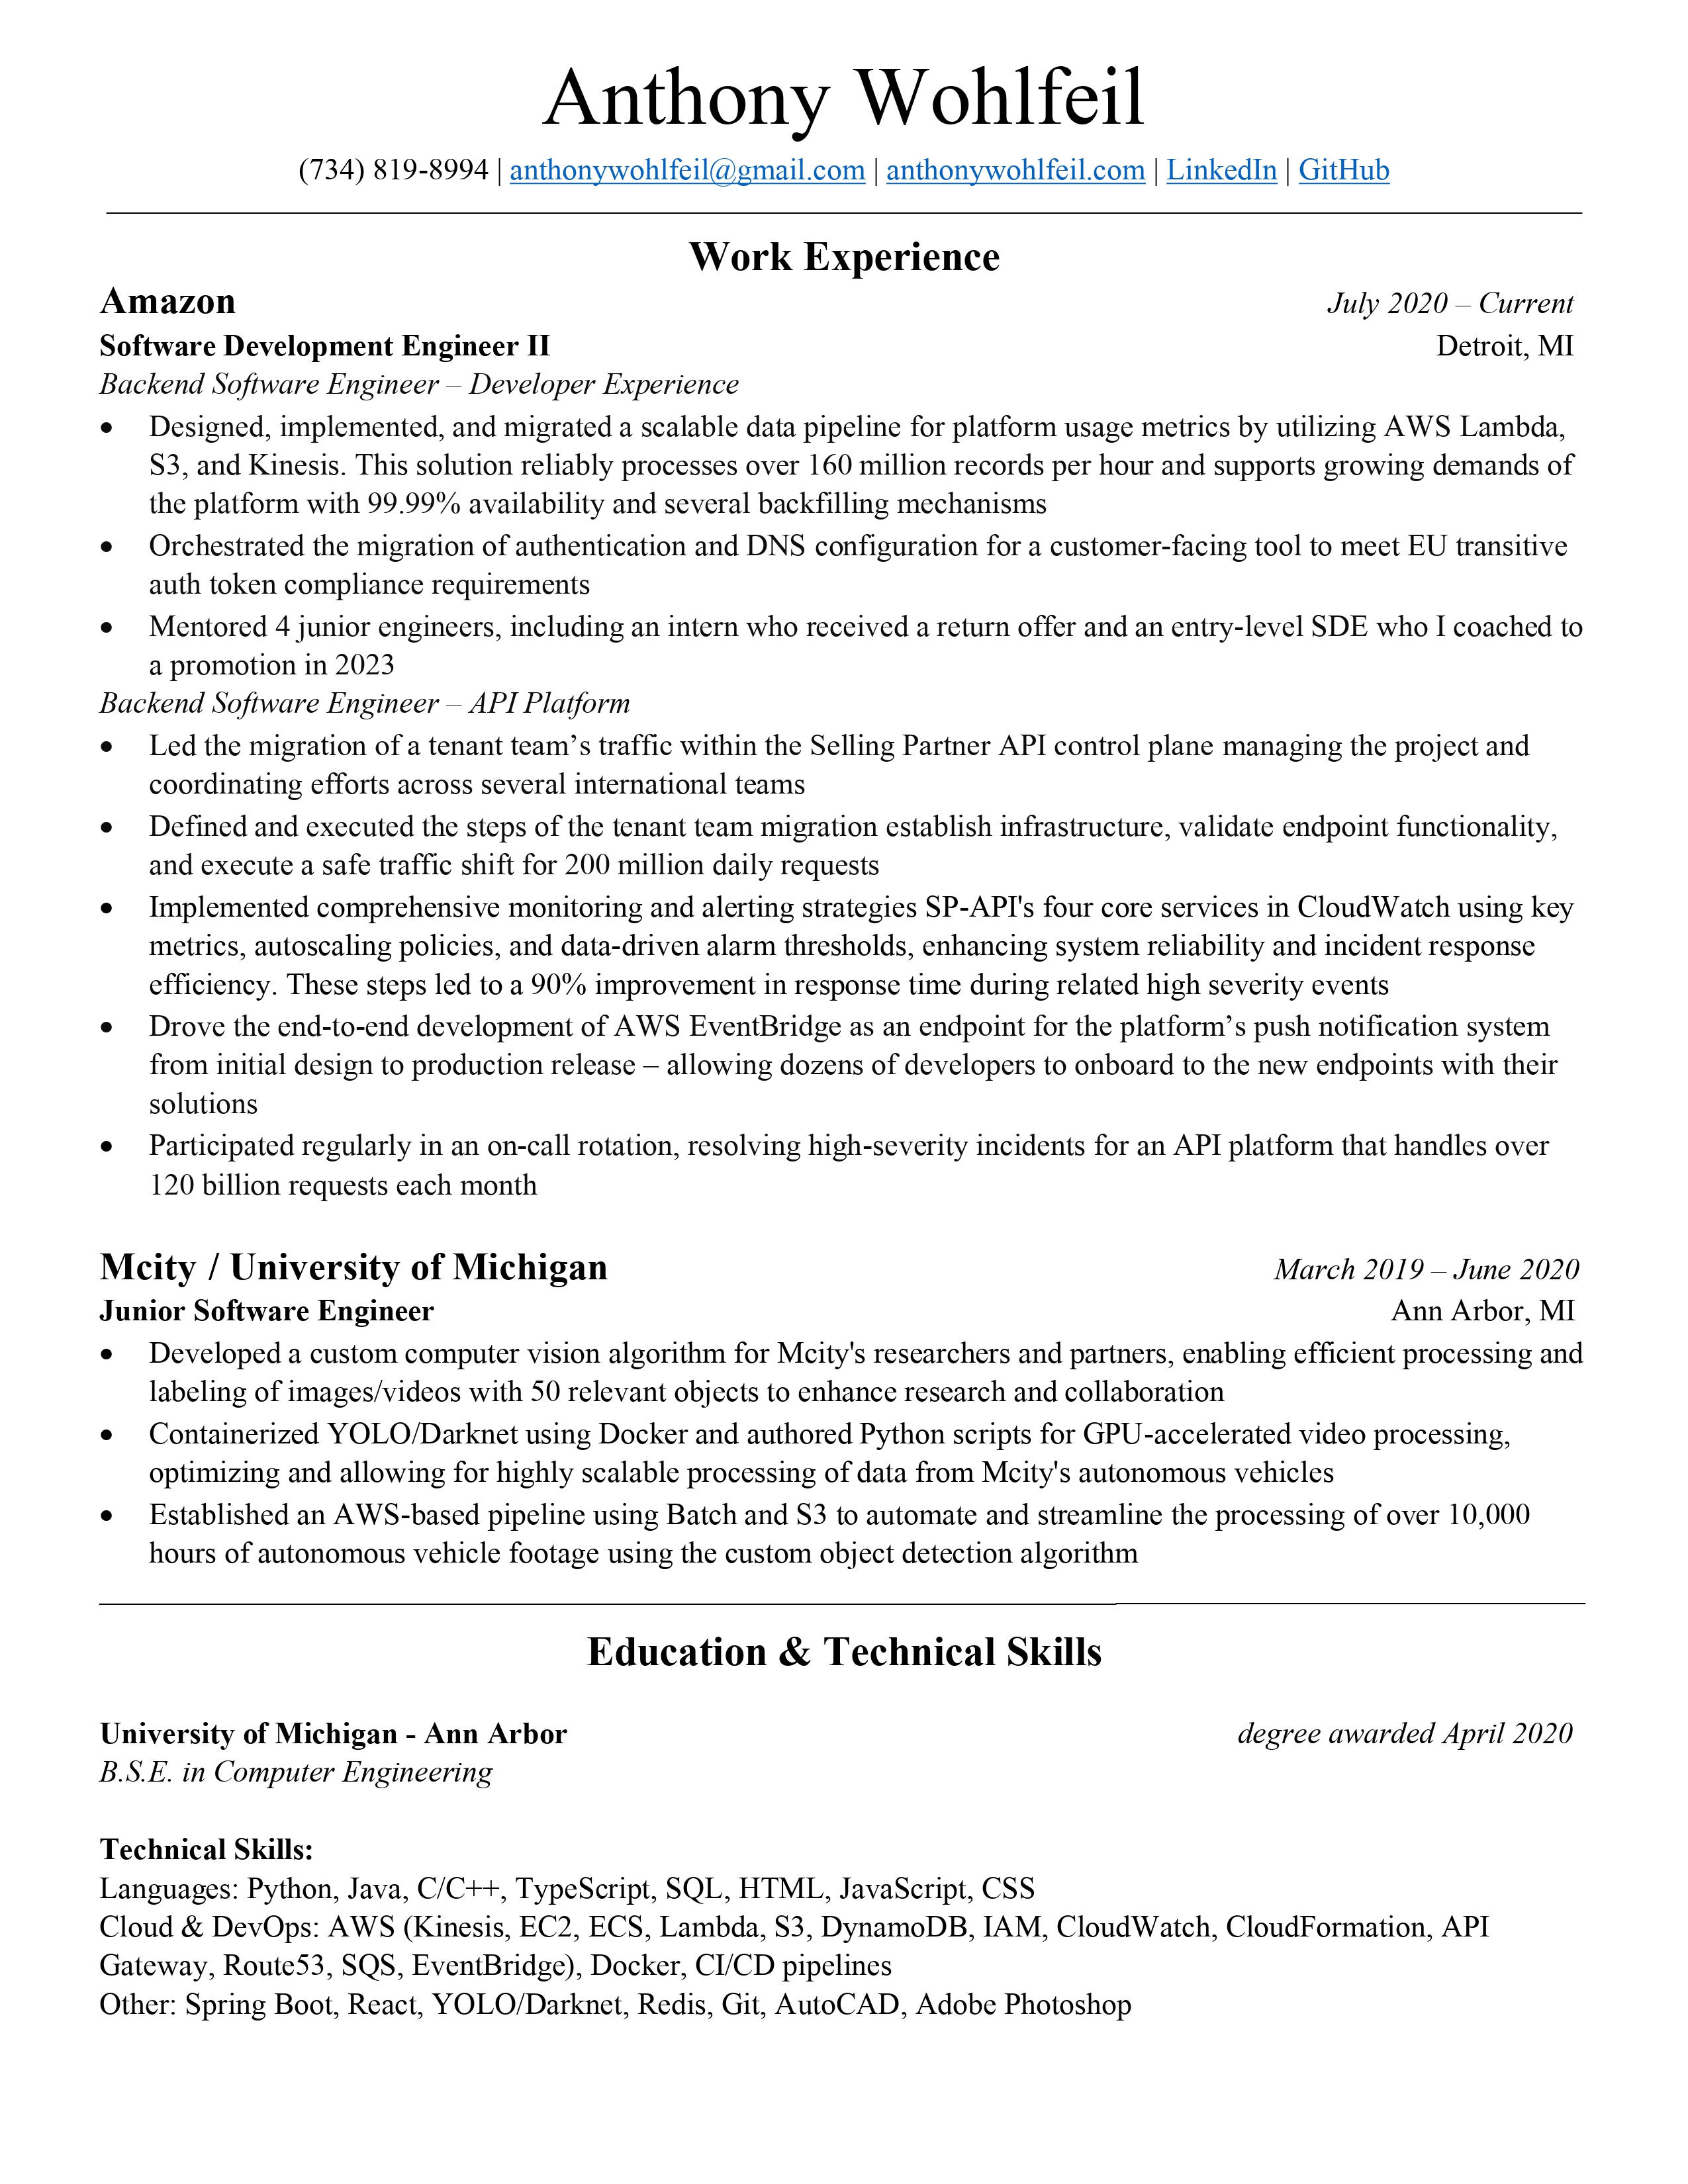 Anthony Wohlfeil
(734) 819-8994 | anthonywohlfeil@gmail.com | anthonywohlfeil.com | LinkedIn | GitHub
Work Experience
Amazon July 2020 – Current
Software Development Engineer II Detroit, MI
Backend Software Engineer – Developer Experience
• Designed, implemented, and migrated a scalable data pipeline for platform usage metrics by utilizing AWS Lambda,
S3, and Kinesis. This solution reliably processes over 160 million records per hour and supports growing demands of
the platform with 99.99% availability and several backfilling mechanisms
• Orchestrated the migration of authentication and DNS configuration for a customer-facing tool to meet EU transitive
auth token compliance requirements
• Mentored 4 junior engineers, including an intern who received a return offer and an entry-level SDE who I coached to
a promotion in 2023
Backend Software Engineer – API Platform
• Led the migration of a tenant team’s traffic within the Selling Partner API control plane managing the project and
coordinating efforts across several international teams
• Defined and executed the steps of the tenant team migration establish infrastructure, validate endpoint functionality,
and execute a safe traffic shift for 200 million daily requests
• Implemented comprehensive monitoring and alerting strategies SP-API's four core services in CloudWatch using key
metrics, autoscaling policies, and data-driven alarm thresholds, enhancing system reliability and incident response
efficiency. These steps led to a 90% improvement in response time during related high severity events
• Drove the end-to-end development of AWS EventBridge as an endpoint for the platform’s push notification system
from initial design to production release – allowing dozens of developers to onboard to the new endpoints with their
solutions
• Participated regularly in an on-call rotation, resolving high-severity incidents for an API platform that handles over
120 billion requests each month
Mcity / University of Michigan March 2019 – June 2020
Junior Software Engineer Ann Arbor, MI
• Developed a custom computer vision algorithm for Mcity's researchers and partners, enabling efficient processing and
labeling of images/videos with 50 relevant objects to enhance research and collaboration
• Containerized YOLO/Darknet using Docker and authored Python scripts for GPU-accelerated video processing,
optimizing and allowing for highly scalable processing of data from Mcity's autonomous vehicles
• Established an AWS-based pipeline using Batch and S3 to automate and streamline the processing of over 10,000
hours of autonomous vehicle footage using the custom object detection algorithm
Education & Technical Skills
University of Michigan - Ann Arbor degree awarded April 2020
B.S.E. in Computer Engineering
Technical Skills:
Languages: Python, Java, C/C++, TypeScript, SQL, HTML, JavaScript, CSS
Cloud & DevOps: AWS (Kinesis, EC2, ECS, Lambda, S3, DynamoDB, IAM, CloudWatch, CloudFormation, API
Gateway, Route53, SQS, EventBridge), Docker, CI/CD pipelines
Other: Spring Boot, React, YOLO/Darknet, Redis, Git, AutoCAD, Adobe Photoshop